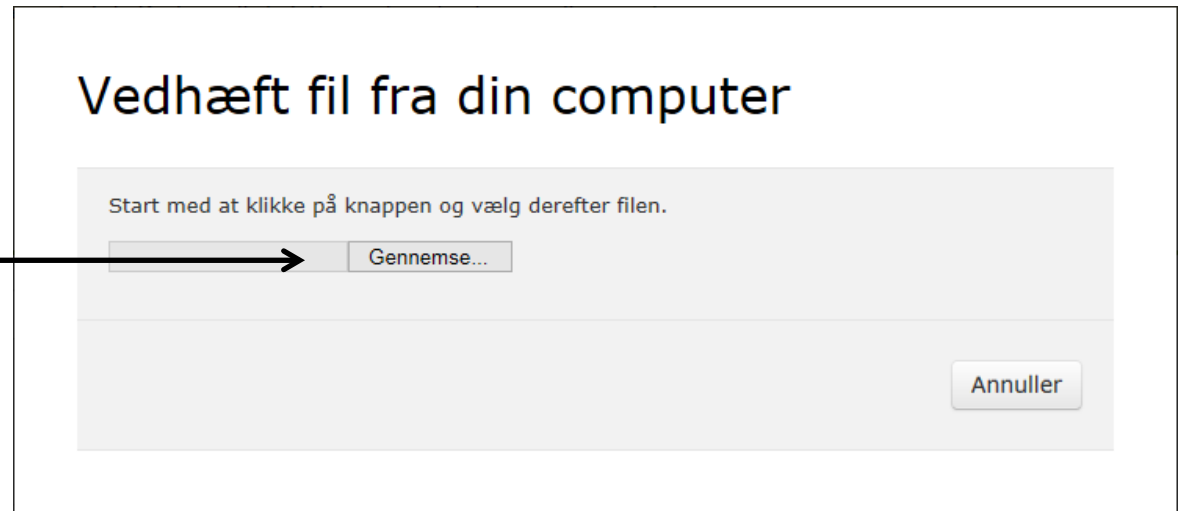 Vedhæft fil fra din computer
Start med at klikke på knappen og vælg derefter filen.
Gennemse...
Annuller